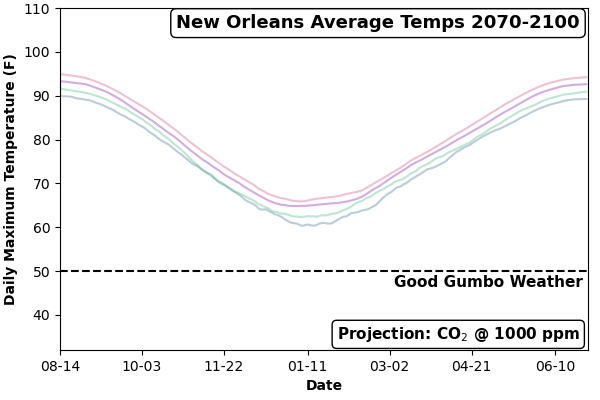 New Orleans Average Temps 2070-2100
Daily Maximum Temperature (F)
110
100
90
80
70
60
50
40
Good Gumbo Weather
Projection: CO₂ @ 1000 ppm
08-14 10-03 11-22 01-11 03-02 04-21 06-10
Date